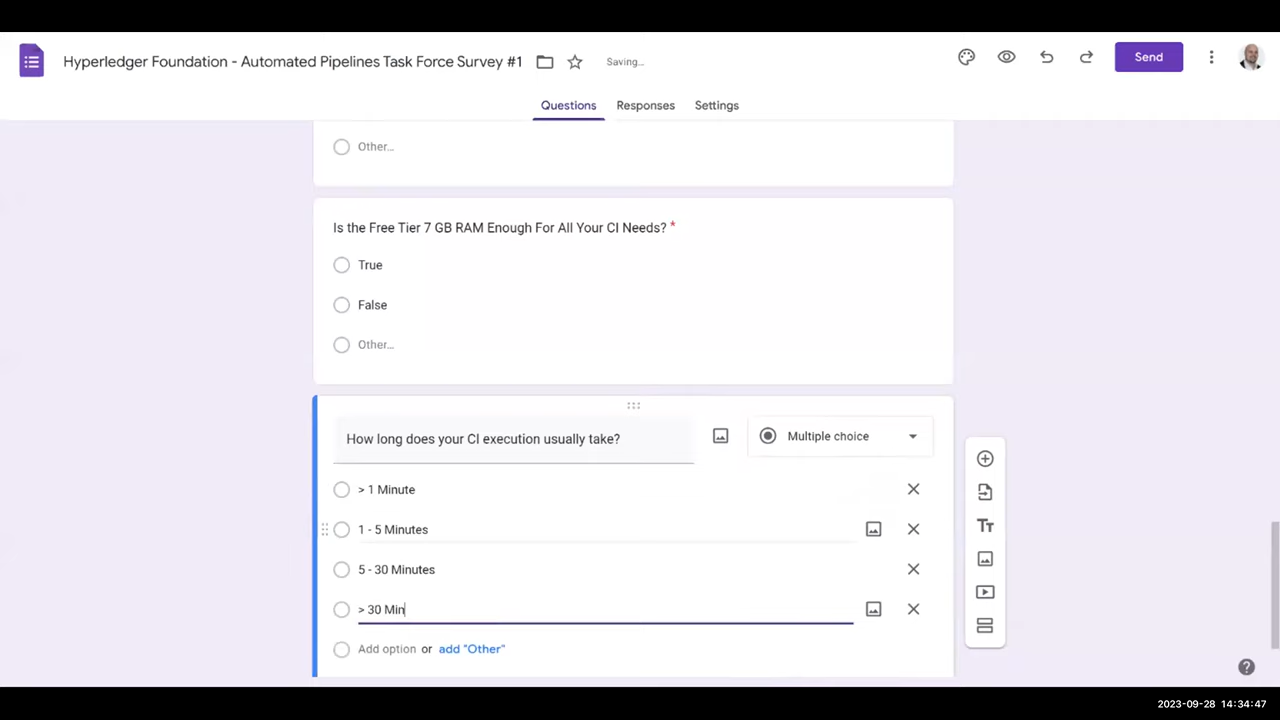 Hyperledger Foundation - Automated Pipelines Task Force Survey #1
Saving...
Send
Questions
Responses
Settings
Other...
Is the Free Tier 7 GB RAM Enough For All Your CI Needs? *
True
False
Other...
How long does your CI execution usually take?
Multiple choice
> 1 Minute
1 - 5 Minutes
5 - 30 Minutes
> 30 Min
Add option or add "Other"
Tт
?
2023-09-28 14:34:47